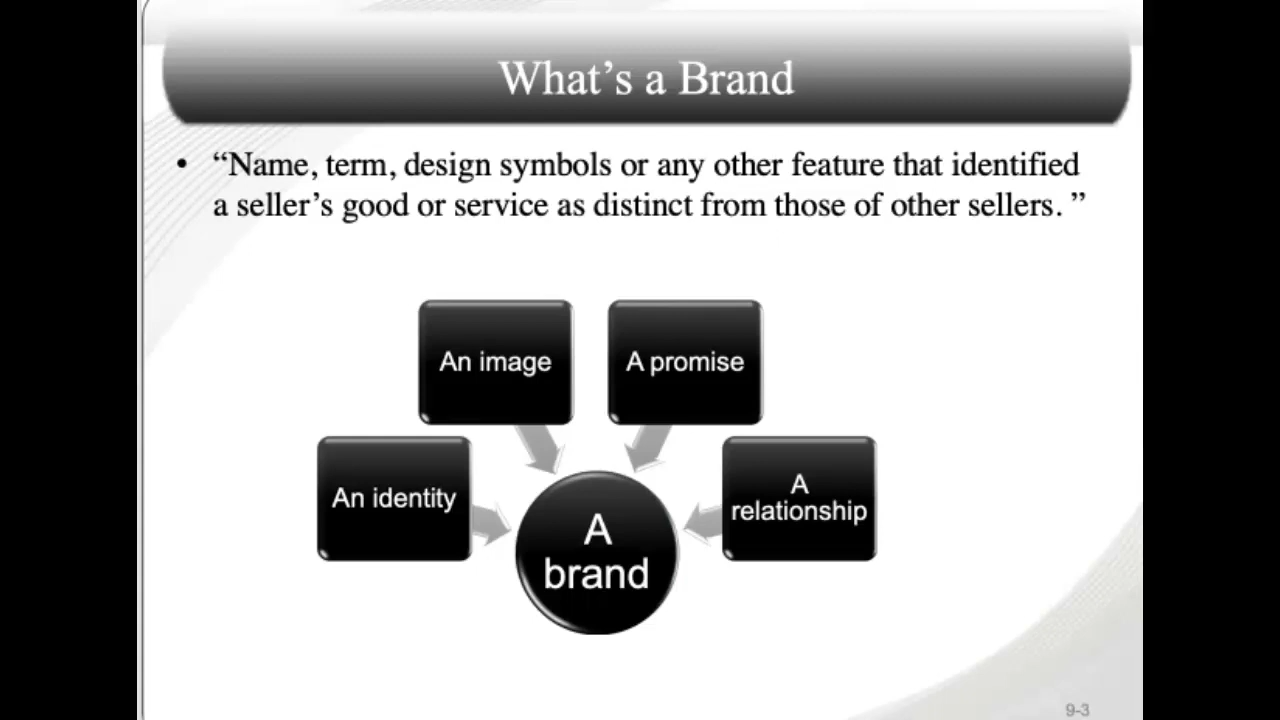 What’s a Brand
• “Name, term, design symbols or any other feature that identified
a seller’s good or service as distinct from those of other sellers. ”
An image
A promise
An identity
A
relationship
A
brand
9-3